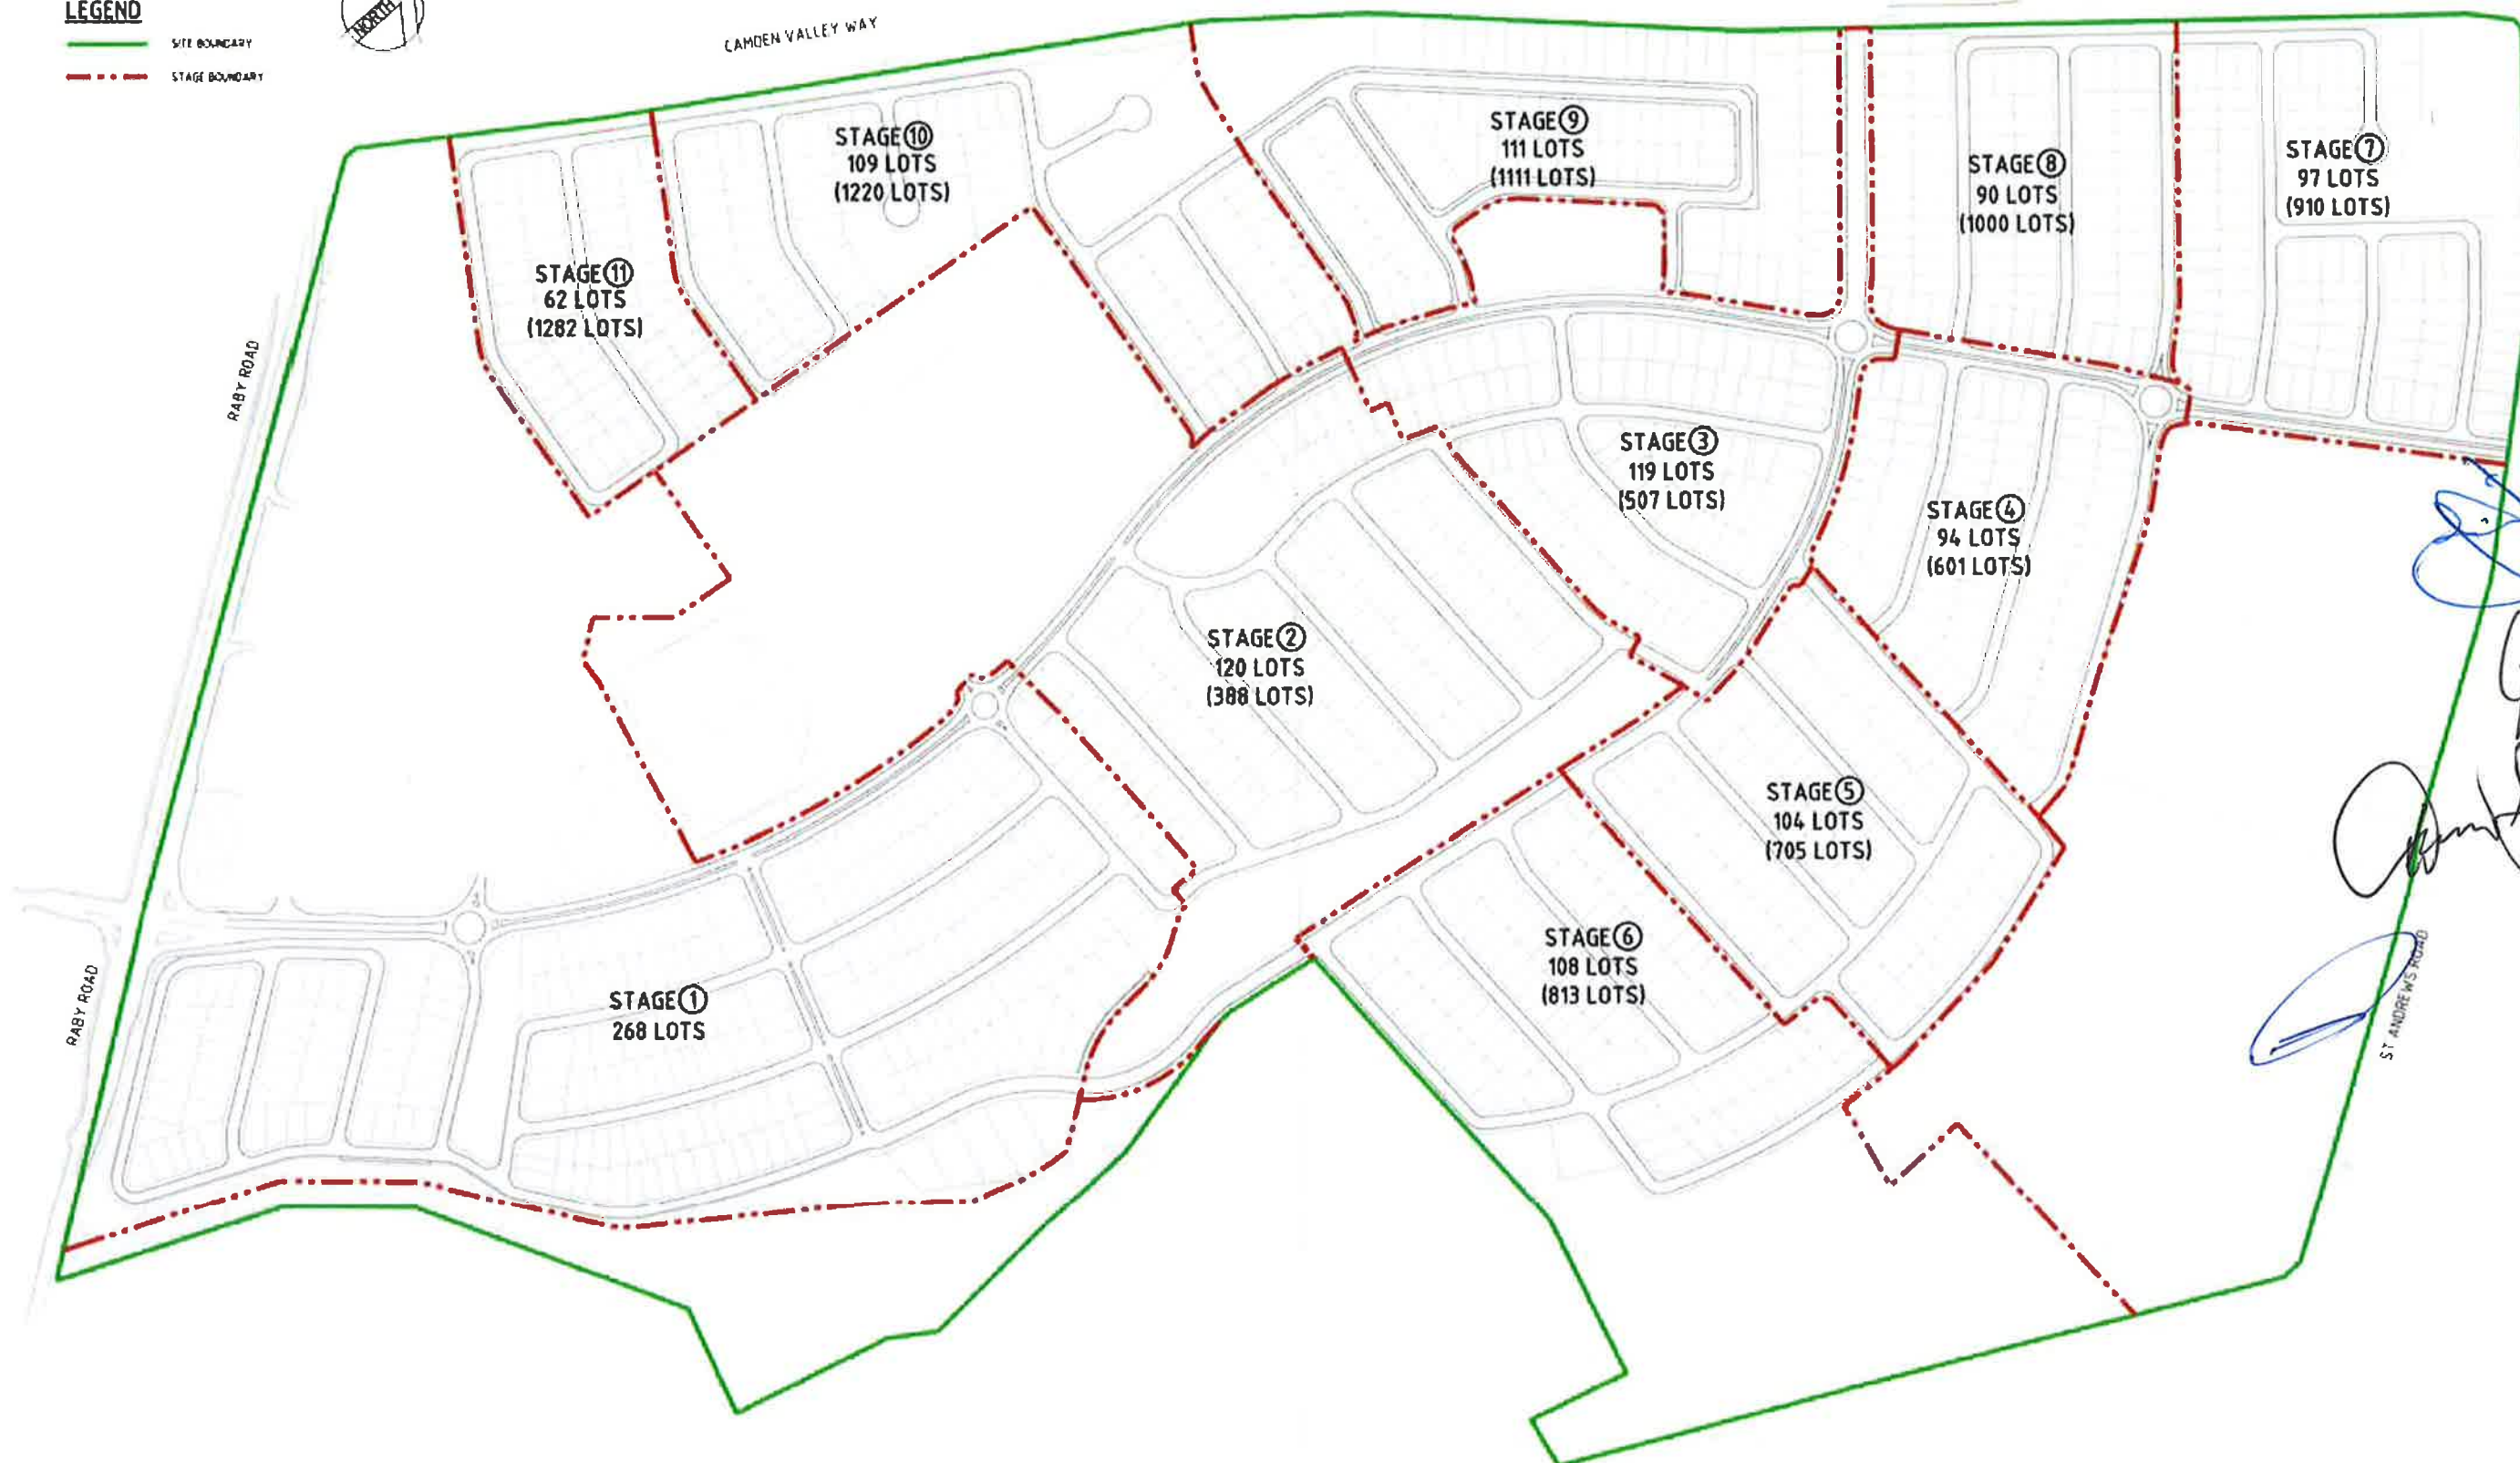 LEGEND
SITE BOUNDARY
STAGE BOUNDARY
NORTH
CAMDEN VALLEY WAY
STAGE 10
109 LOTS
(1220 LOTS)
STAGE 9
111 LOTS
(1111 LOTS)
STAGE 8
90 LOTS
(1000 LOTS)
STAGE 7
97 LOTS
(910 LOTS)
STAGE 11
62 LOTS
(1282 LOTS)
RABY ROAD
STAGE 3
119 LOTS
(507 LOTS)
STAGE 4
94 LOTS
(601 LOTS)
STAGE 2
120 LOTS
(388 LOTS)
STAGE 5
104 LOTS
(705 LOTS)
STAGE 6
108 LOTS
(813 LOTS)
STAGE 1
268 LOTS
RABY ROAD
ST ANDREWS ROAD